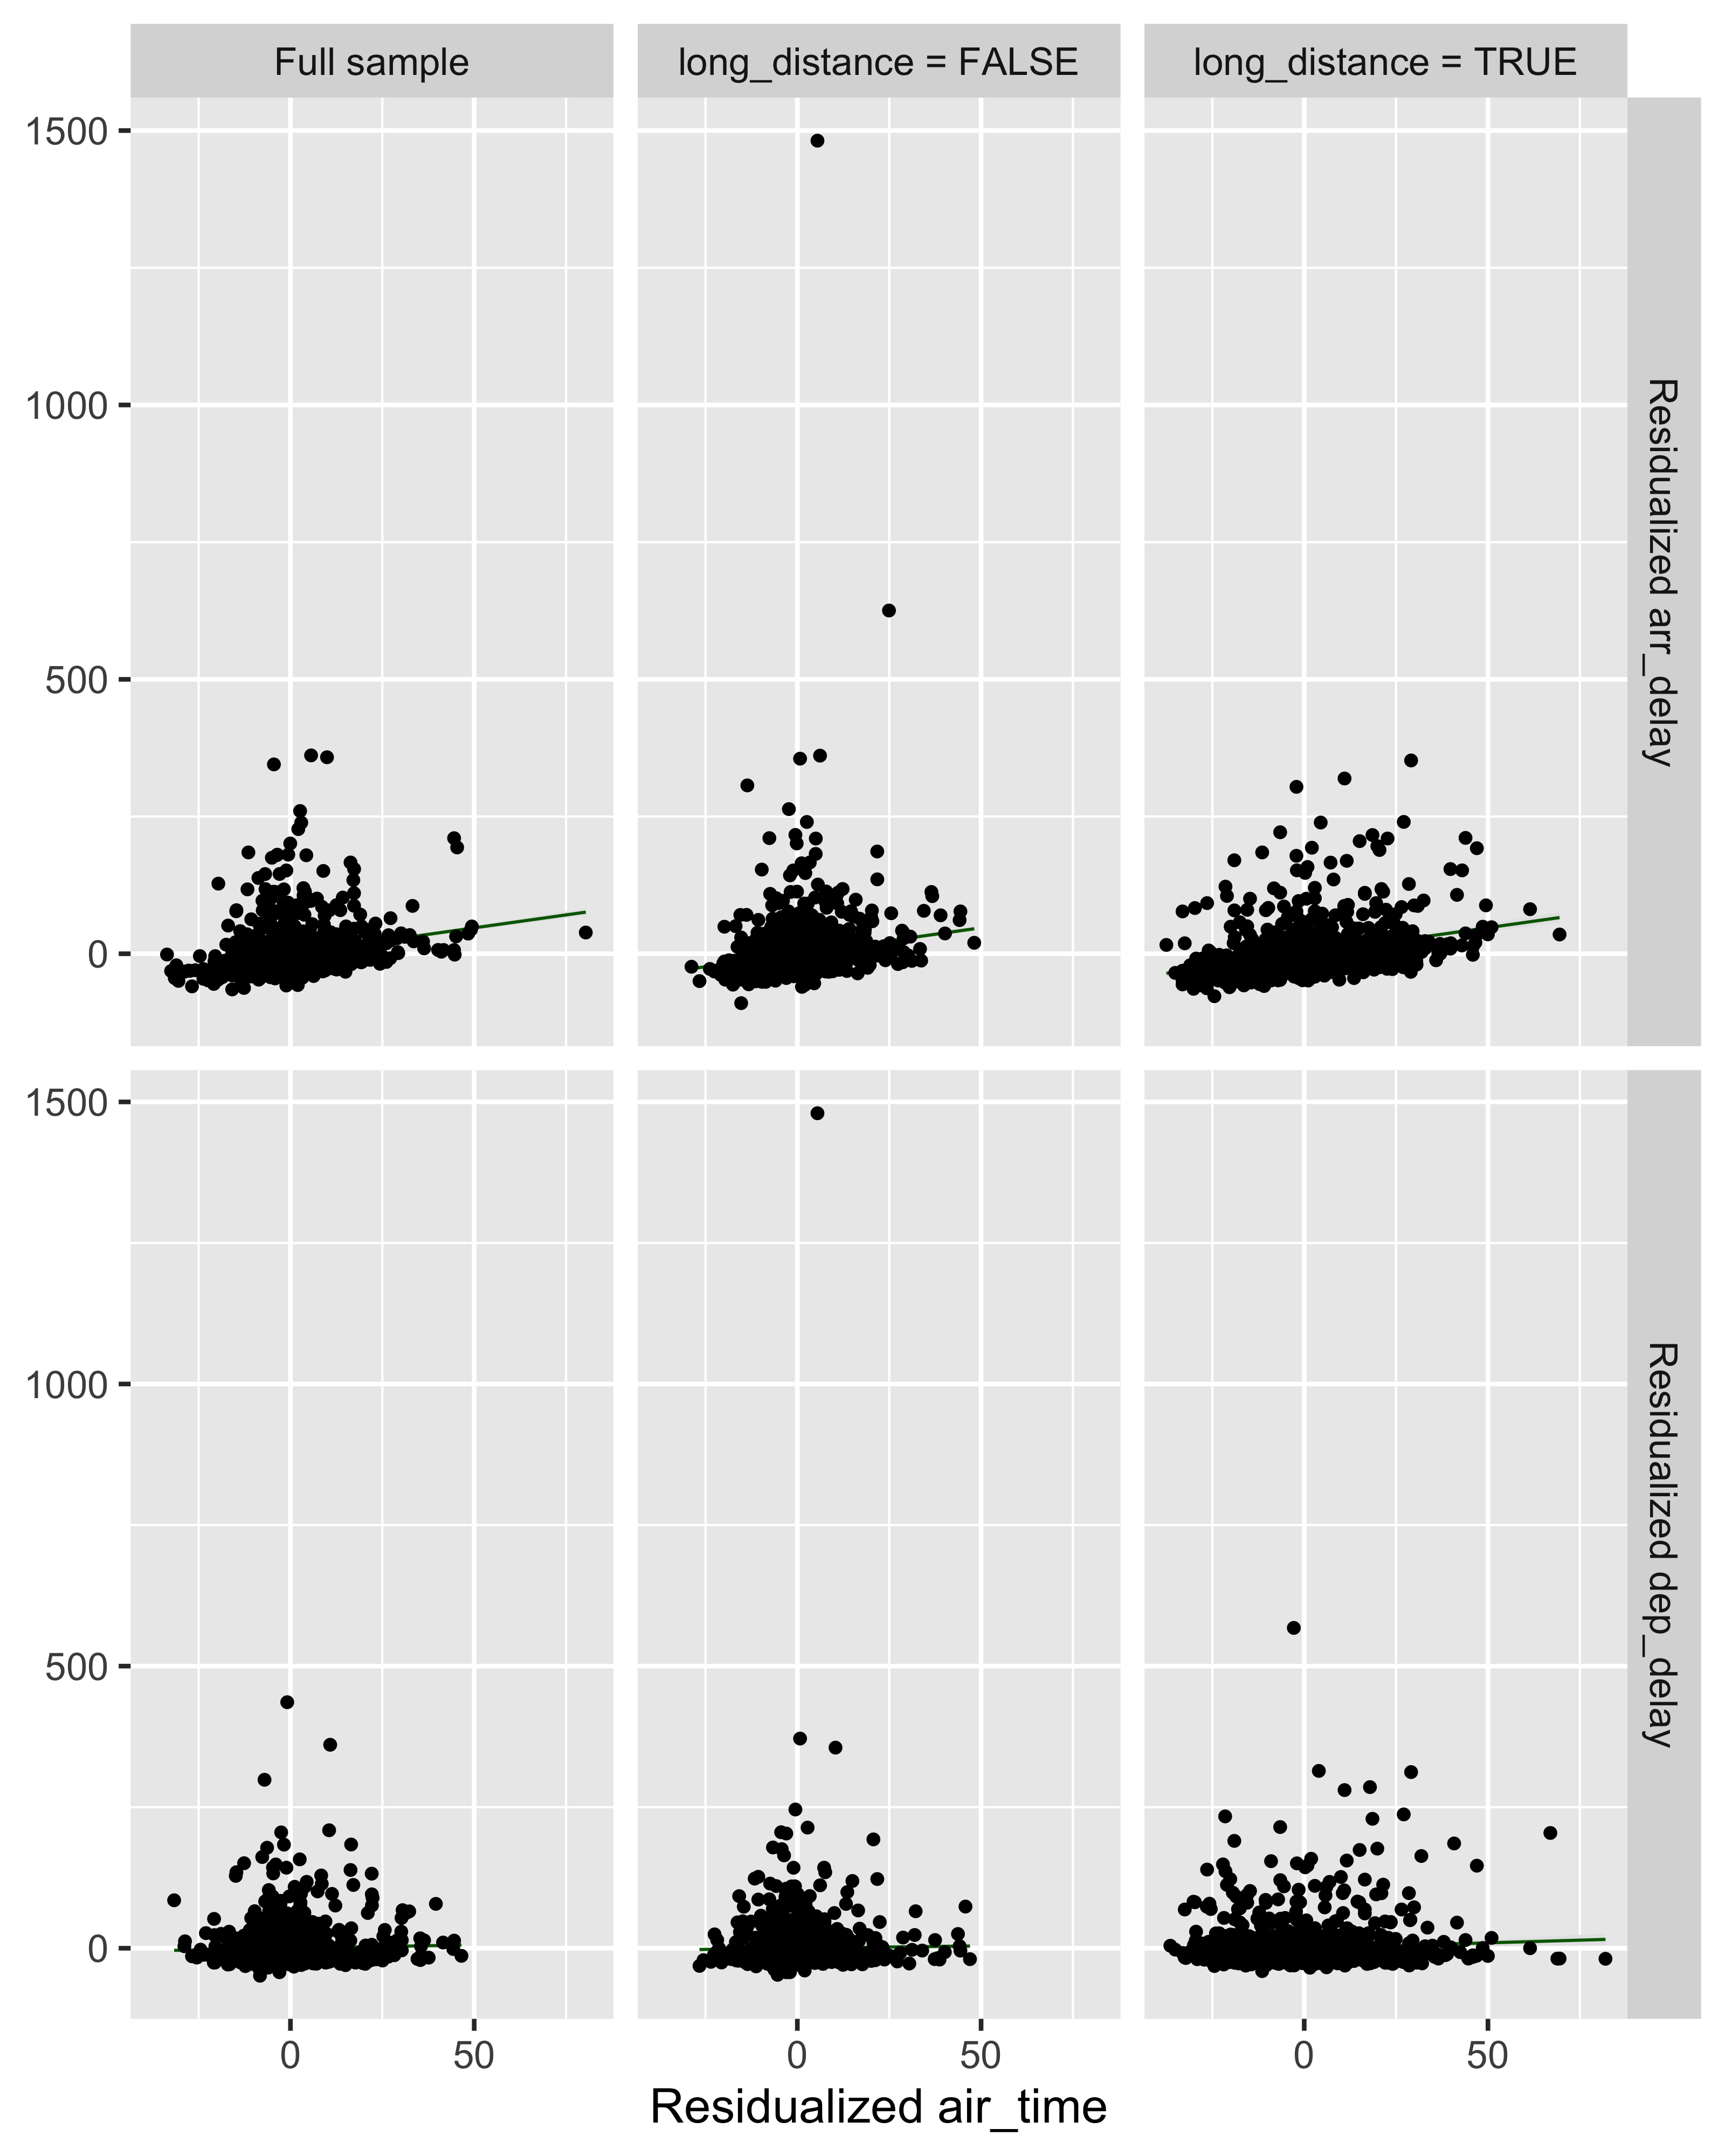 Full sample
long_distance = FALSE
long_distance = TRUE
1500
1000
500
0
Residualized arr_delay
1500
1000
500
0
Residualized dep_delay
0 50
0 50
0 50
Residualized air_time